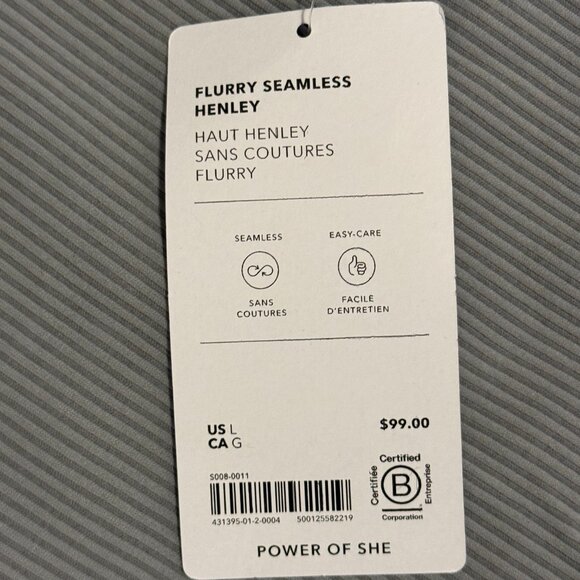 FLURRY SEAMLESS
HENLEY
HAUT HENLEY
SANS COUTURES
FLURRY
SEAMLESS
SANS
COUTURES
EASY-CARE
FACILE
D'ENTRETIEN
US L
CA G
$99.00
S008-0011
431395-01-2-0004 500125582219
Certified
Certifiée
B
Entreprise
Corporation
POWER OF SHE